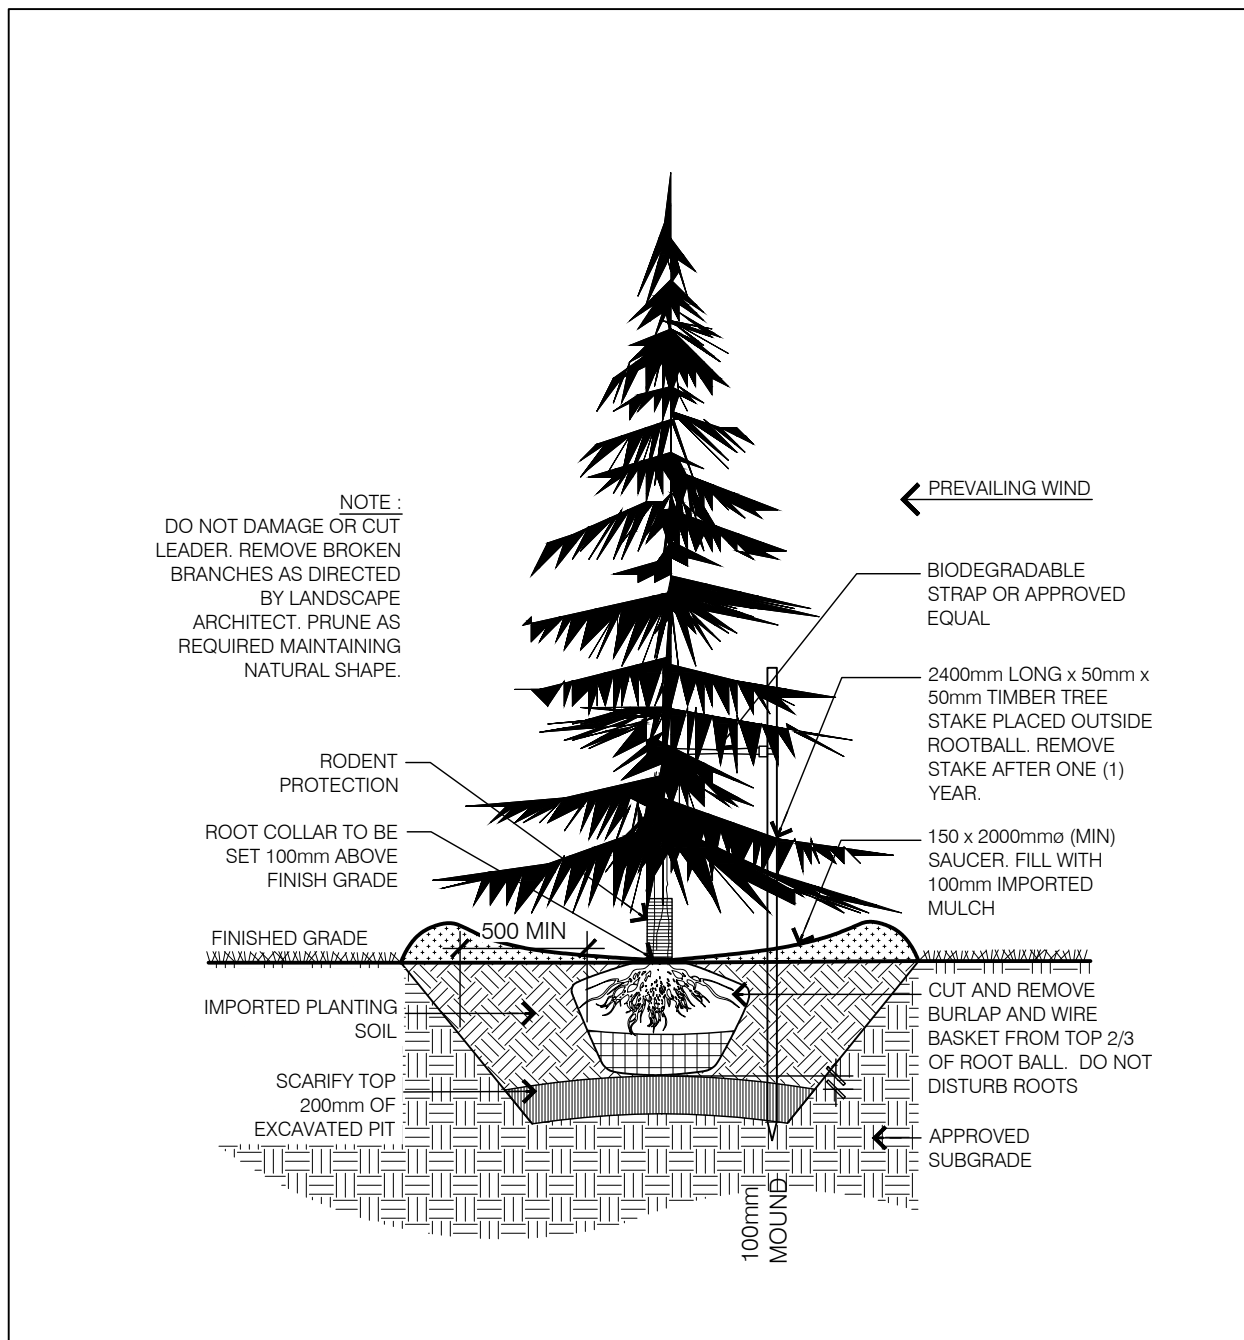 NOTE :
DO NOT DAMAGE OR CUT
LEADER. REMOVE BROKEN
BRANCHES AS DIRECTED
BY LANDSCAPE
ARCHITECT. PRUNE AS
REQUIRED MAINTAINING
NATURAL SHAPE.
RODENT
PROTECTION
ROOT COLLAR TO BE
SET 100mm ABOVE
FINISH GRADE
500 MIN
FINISHED GRADE
IMPORTED PLANTING
SOIL
SCARIFY TOP
200mm OF
EXCAVATED PIT
PREVAILING WIND
BIODEGRADABLE
STRAP OR APPROVED
EQUAL
2400mm LONG x 50mm x
50mm TIMBER TREE
STAKE PLACED OUTSIDE
ROOTBALL. REMOVE
STAKE AFTER ONE (1)
YEAR.
150 x 2000mmø (MIN)
SAUCER. FILL WITH
100mm IMPORTED
MULCH
CUT AND REMOVE
BURLAP AND WIRE
BASKET FROM TOP 2/3
OF ROOT BALL. DO NOT
DISTURB ROOTS
APPROVED
SUBGRADE
100mm
MOUND